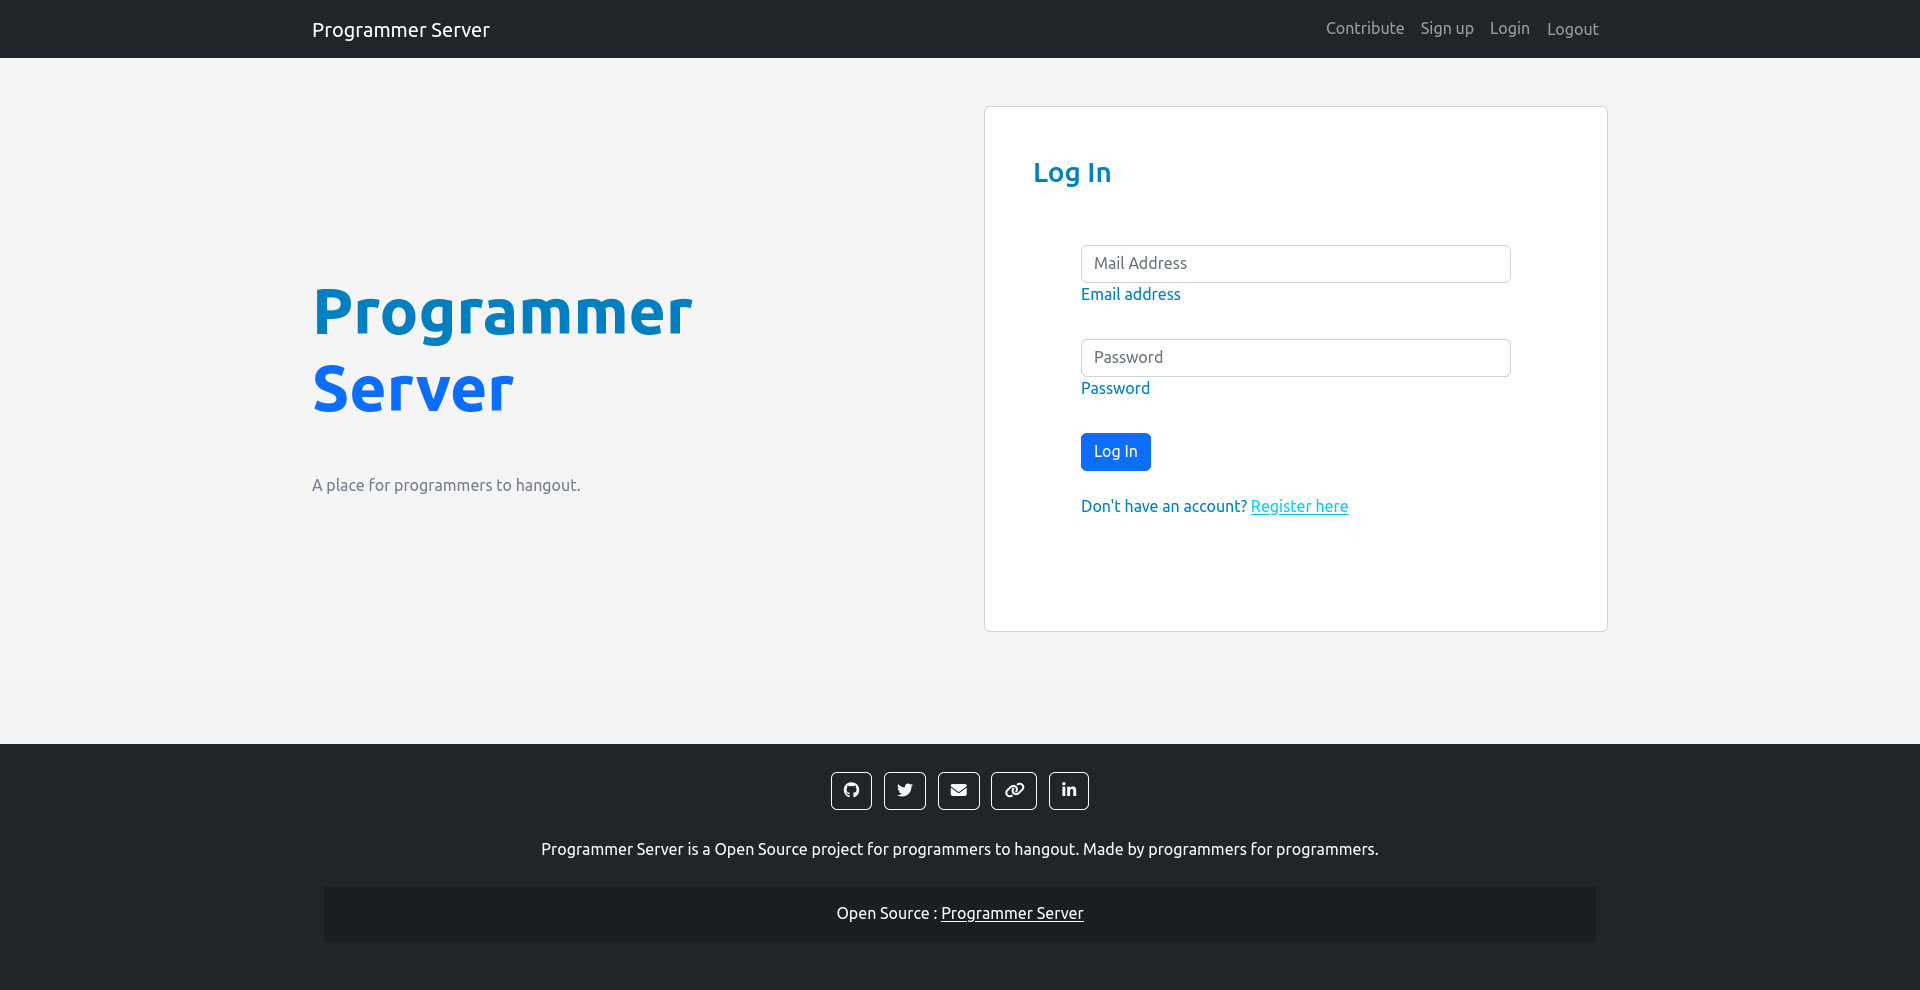 Programmer Server
Contribute Sign up Login Logout
Programmer
Server
A place for programmers to hangout.
Log In
Mail Address
Email address
Password
Password
Log In
Don't have an account? Register here
Programmer Server is a Open Source project for programmers to hangout. Made by programmers for programmers.
Open Source : Programmer Server